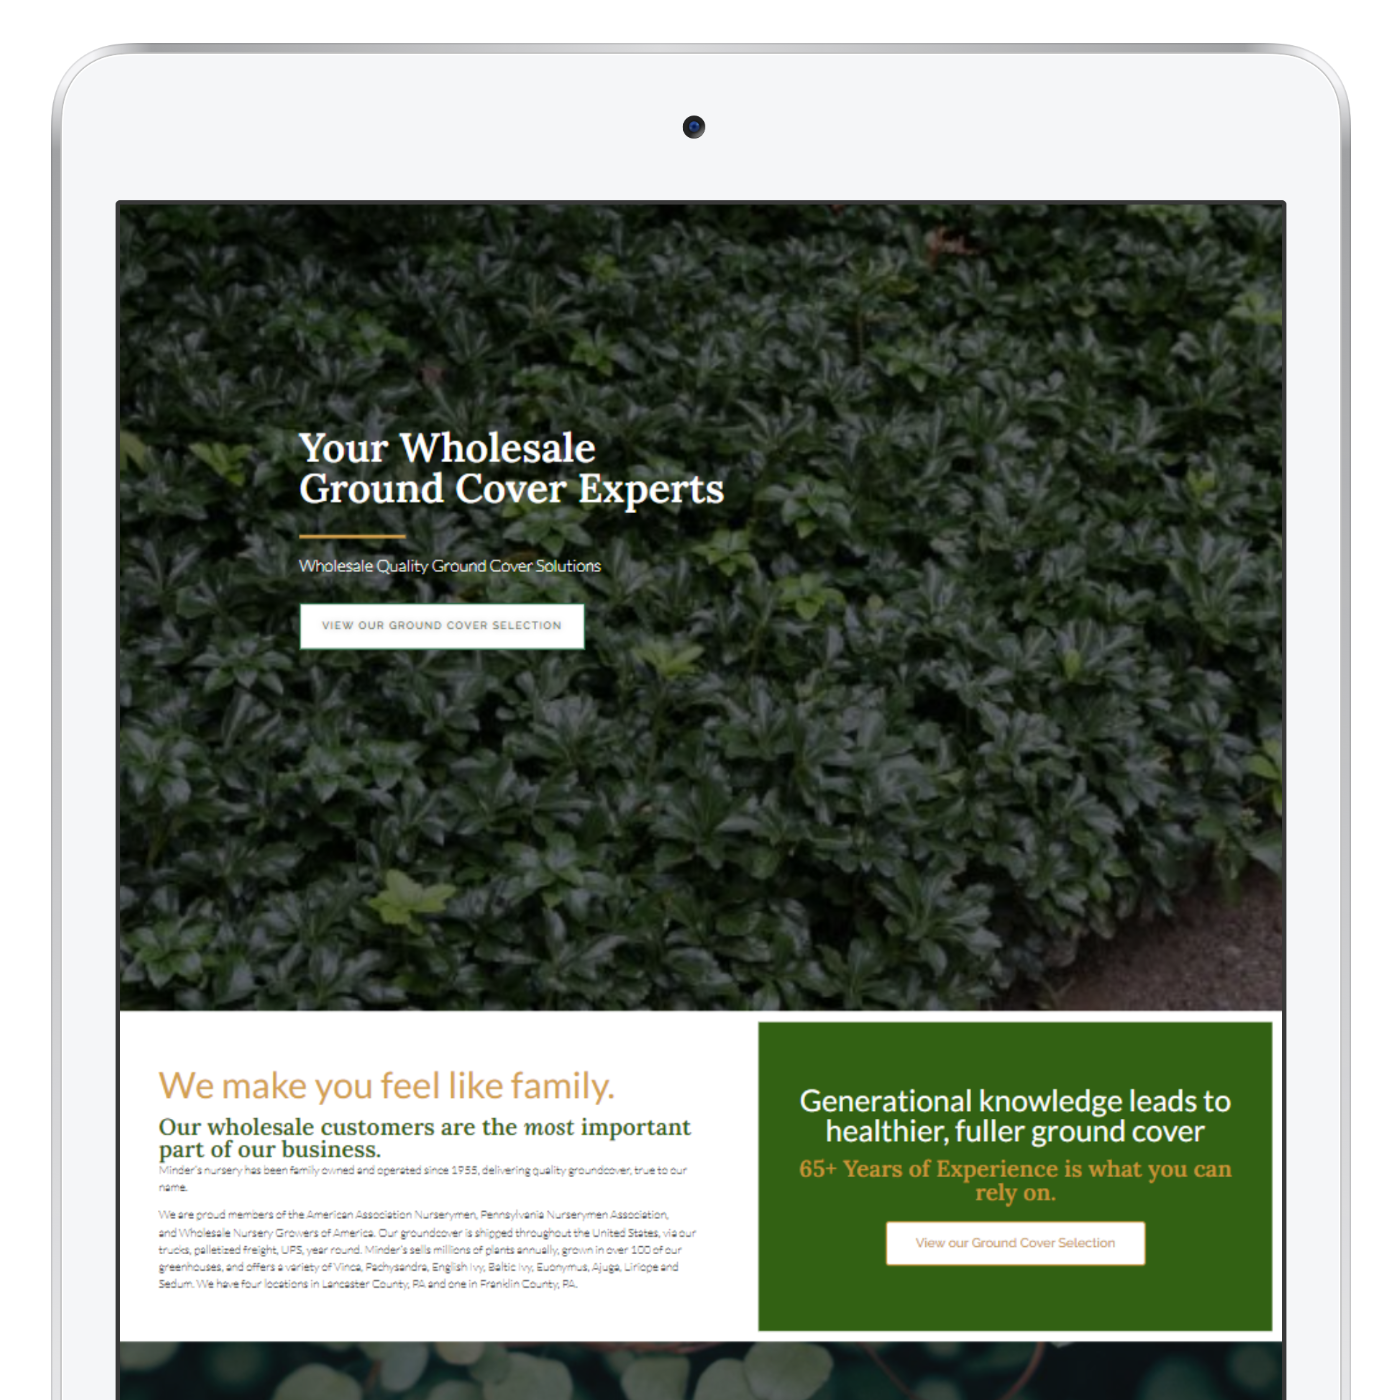 Your Wholesale
Ground Cover Experts
Wholesale Quality Ground Cover Solutions
VIEW OUR GROUND COVER SELECTION
We make you feel like family.
Our wholesale customers are the most important
part of our business.
Minder's nursery has been family owned and operated since 1955, delivering quality groundcover, true to our
name.
We are proud members of the American Association Nurserymen, Pennsylvania Nurserymen Association,
and Wholesale Nursery Growers of America. Our groundcover is shipped throughout the United States, via our
trucks, palletized freight, UPS, year round. Minder's sells millions of plants annually, grown in over 100 of our
greenhouses, and offers a variety of Vinca, Pachysandra, English Ivy, Baltic Ivy, Euonymus, Ajuga, Liriope and
Sedum. We have four locations in Lancaster County, PA and one in Franklin County, PA.
Generational knowledge leads to
healthier, fuller ground cover
65+ Years of Experience is what you can
rely on.
View our Ground Cover Selection